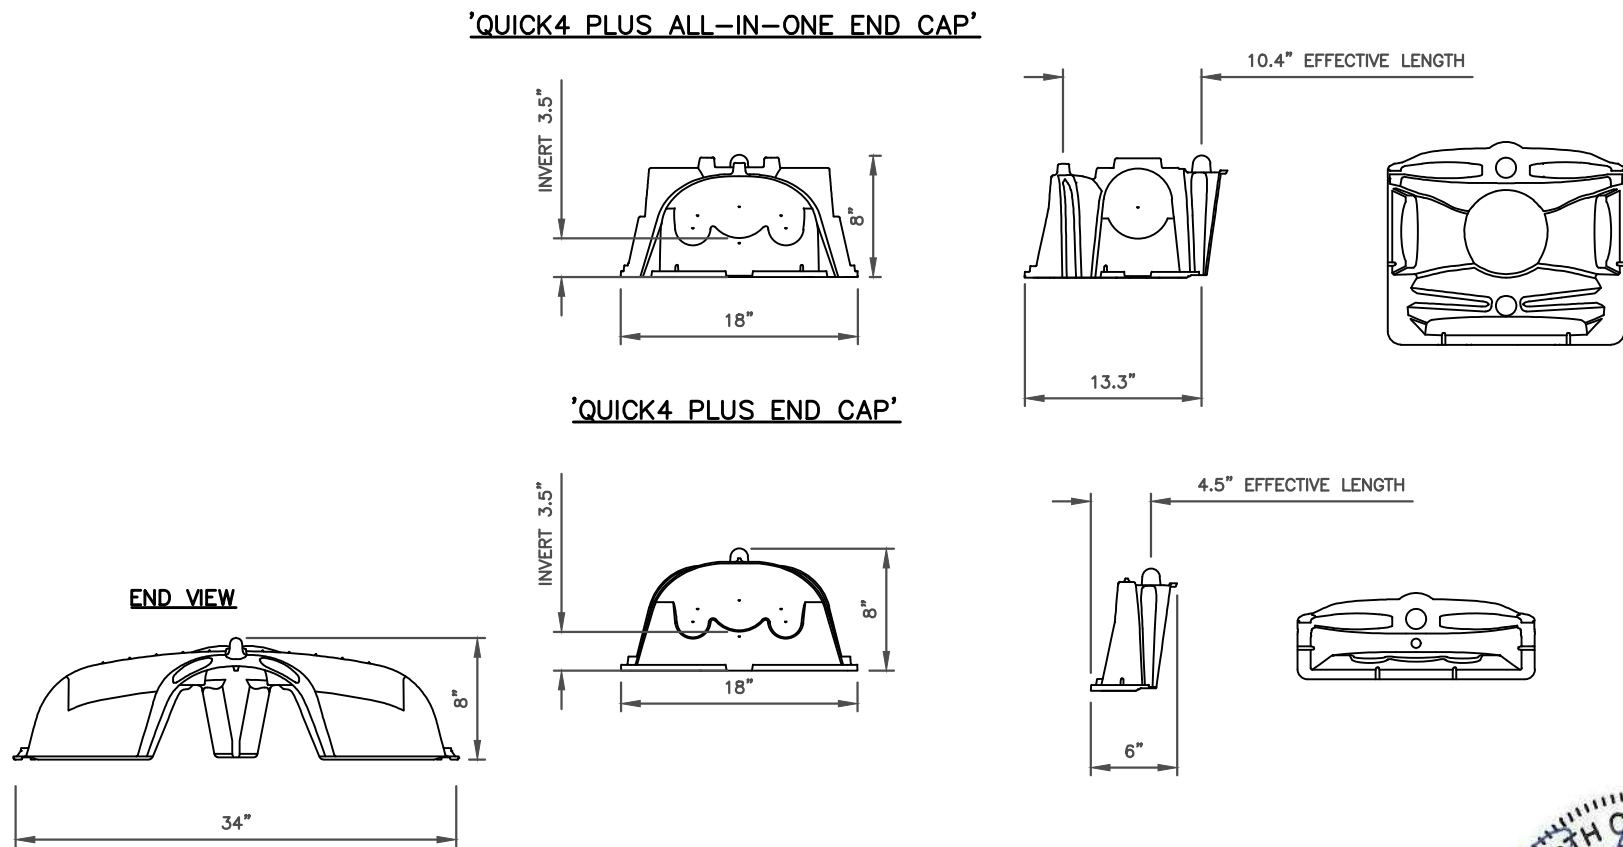 'QUICK4 PLUS ALL-IN-ONE END CAP'
10.4" EFFECTIVE LENGTH
INVERT 3.5"
8"
18"
13.3"
'QUICK4 PLUS END CAP'
4.5" EFFECTIVE LENGTH
INVERT 3.5"
8"
18"
6"
END VIEW
8"
34"
TH C